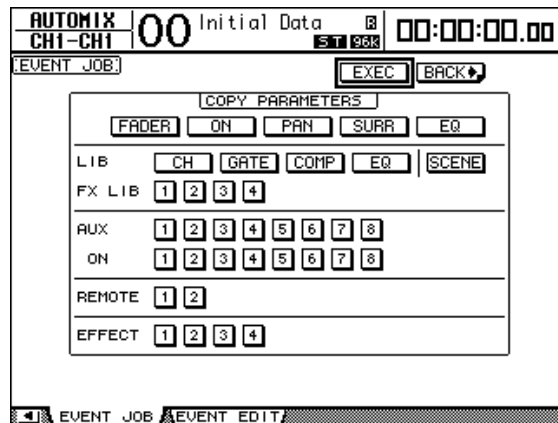 AUTOMIX
CH1-CH1
00 Initial Data R
ST 96k
00:00:00.00
EVENT JOB
EXEC BACK
COPY PARAMETERS
FADER ON PAN SURR EQ
LIB CH GATE COMP EQ SCENE
FX LIB 1 2 3 4
AUX 1 2 3 4 5 6 7 8
ON 1 2 3 4 5 6 7 8
REMOTE 1 2
EFFECT 1 2 3 4
EVENT JOB EVENT EDIT